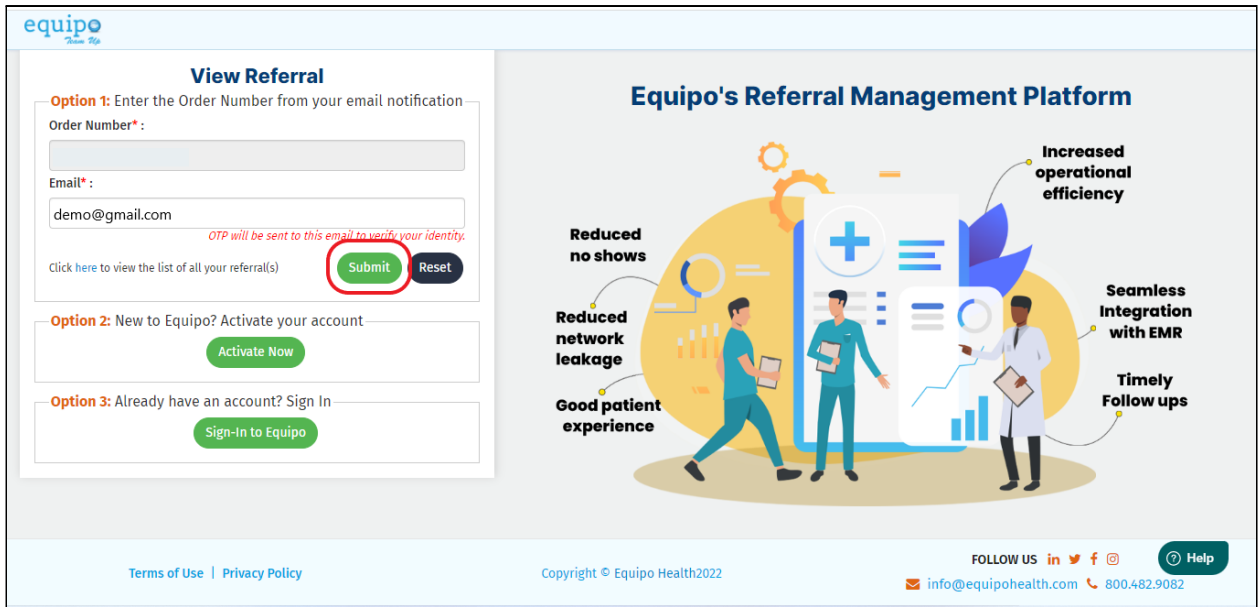 equipo
Team Up
View Referral
Option 1: Enter the Order Number from your email notification
Order Number* :
Email* :
demo@gmail.com
OTP will be sent to this email to verify your identity.
Click here to view the list of all your referral(s)
Submit
Reset
Option 2: New to Equipo? Activate your account
Activate Now
Option 3: Already have an account? Sign In
Sign-In to Equipo
Equipo's Referral Management Platform
Increased
operational
efficiency
Reduced
no shows
Reduced
network
leakage
Good patient
experience
Seamless
Integration
with EMR
Timely
Follow ups
Terms of Use | Privacy Policy
Copyright © Equipo Health2022
FOLLOW US
info@equipohealth.com 800.482.9082
Help